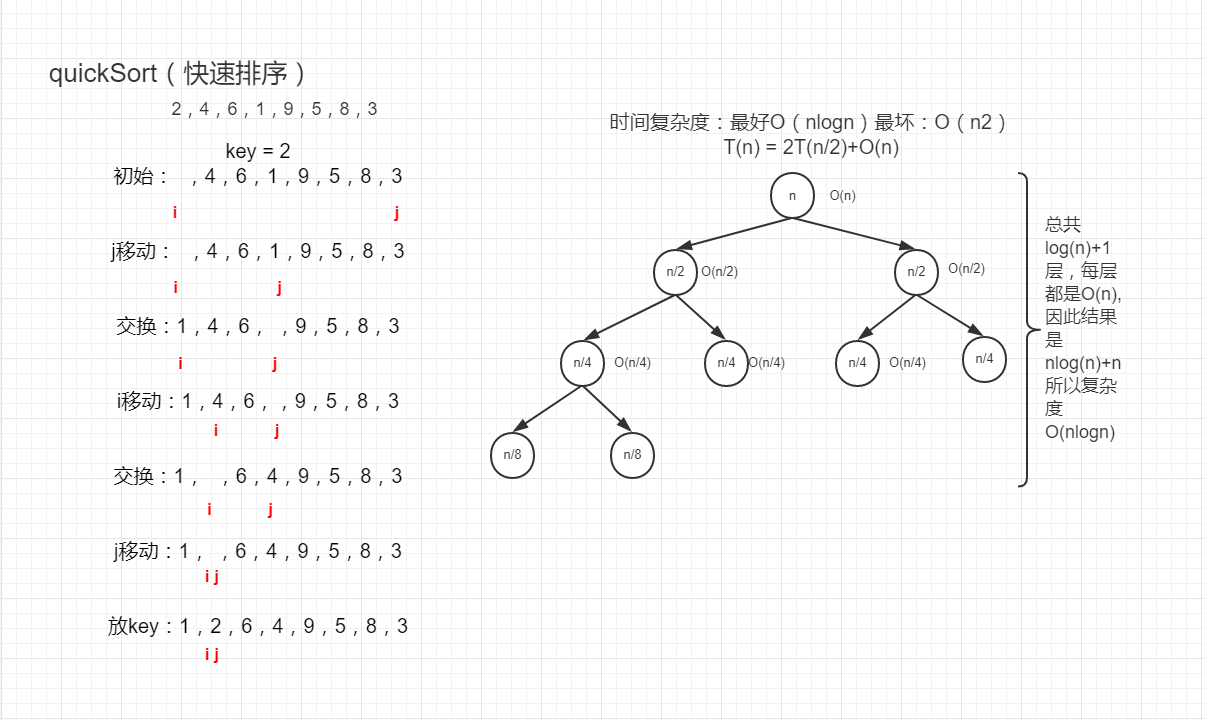 quickSort（快速排序）
2，4，6，1，9，5，8，3
key = 2
初始： ，4，6，1，9，5，8，3
i j
j移动： ，4，6，1，9，5，8，3
i j
交换：1，4，6， ，9，5，8，3
i j
i移动：1，4，6， ，9，5，8，3
i j
交换：1， ，6，4，9，5，8，3
i j
j移动：1， ，6，4，9，5，8，3
i j
放key：1，2，6，4，9，5，8，3
i j
时间复杂度：最好O（nlogn）最坏：O（n2）
T(n) = 2T(n/2)+O(n)
n O(n)
n/2 O(n/2) n/2 O(n/2)
n/4 O(n/4) n/4 O(n/4) n/4 O(n/4) n/4
n/8 n/8
总共
log(n)+1
层，每层
都是O(n),
因此结果
是
nlog(n)+n
所以复杂
度
O(nlogn)